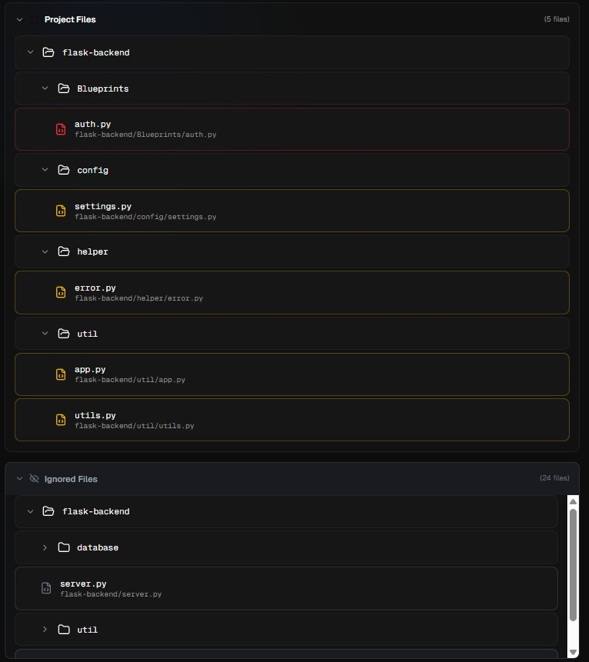 Project Files (5 files)
flask-backend
Blueprints
auth.py
flask-backend/Blueprints/auth.py
config
settings.py
flask-backend/config/settings.py
helper
error.py
flask-backend/helper/error.py
util
app.py
flask-backend/util/app.py
utils.py
flask-backend/util/utils.py
Ignored Files (24 files)
flask-backend
database
server.py
flask-backend/server.py
util